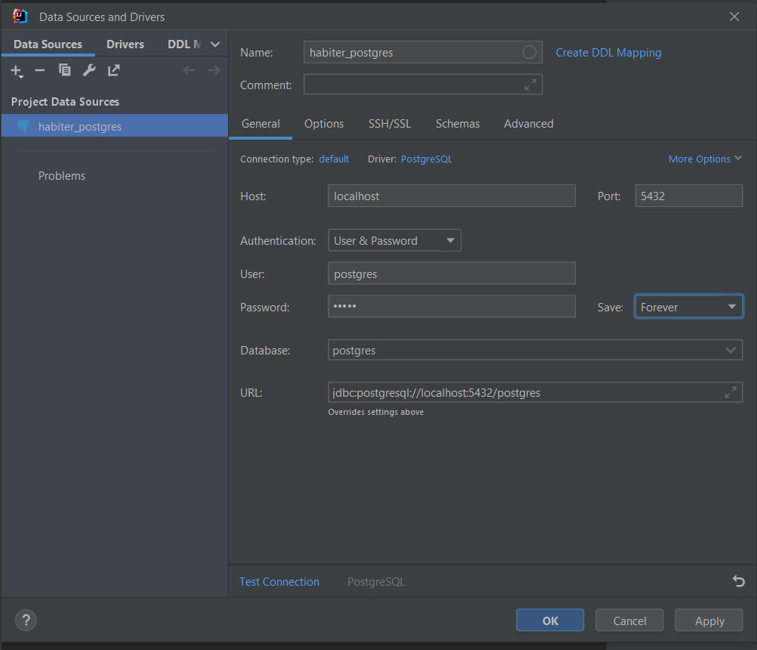 Data Sources and Drivers
Data Sources Drivers DDL M
Project Data Sources
habiter_postgres
Problems
Name: habiter_postgres Create DDL Mapping
Comment:
General Options SSH/SSL Schemas Advanced
Connection type: default Driver: PostgreSQL More Options
Host: localhost Port: 5432
Authentication: User & Password
User: postgres
Password: ••••• Save: Forever
Database: postgres
URL: jdbc:postgresql://localhost:5432/postgres
Overrides settings above
Test Connection PostgreSQL
? OK Cancel Apply